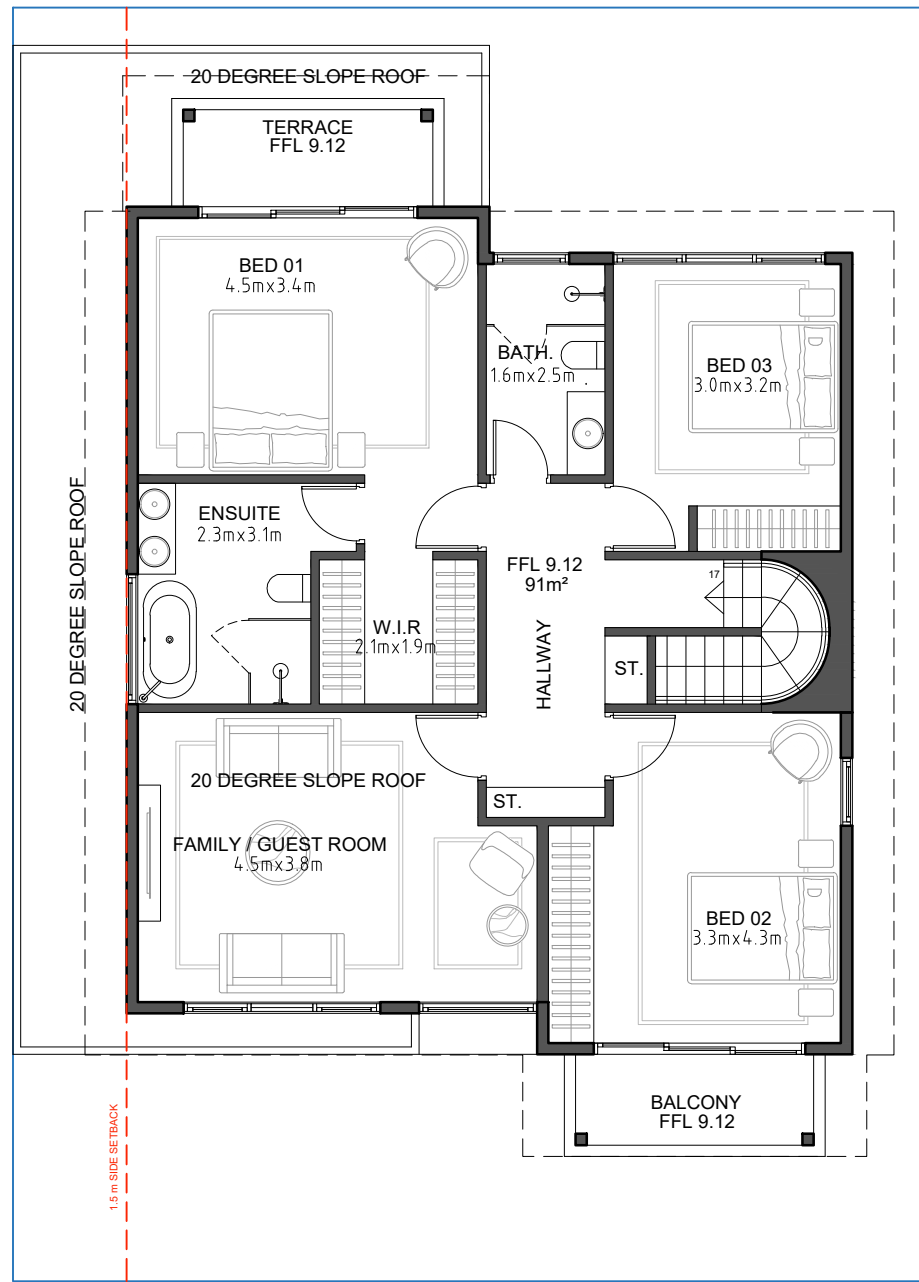 20 DEGREE SLOPE ROOF
TERRACE
FFL 9.12
BED 01
4.5mx3.4m
BATH.
1.6mx2.5m
BED 03
3.0mx3.2m
20 DEGREE SLOPE ROOF
ENSUITE
2.3mx3.1m
FFL 9.12
91m²
17
W.I.R
2.1mx1.9m
HALLWAY
ST.
20 DEGREE SLOPE ROOF
ST.
FAMILY / GUEST ROOM
4.5mx3.8m
BED 02
3.3mx4.3m
BALCONY
FFL 9.12
1.5 m SIDE SETBACK